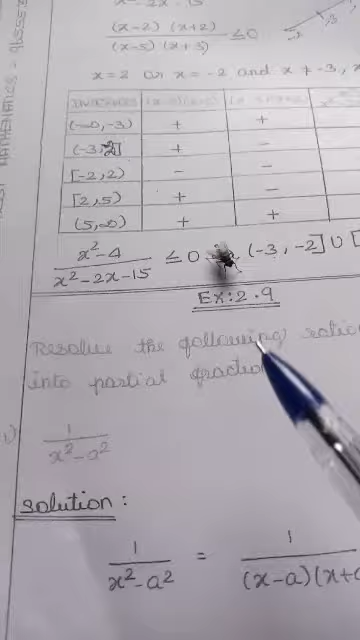 (x-2) (x+2)
(x-5) (x+3) ≤0
x=2 or x=-2 and x ≠ -3,
(-∞,-3) + +
(-3,-2] + -
[-2,2) - -
[2,5) + -
(5,∞) + +
x²-4
x²-2x-15 ≤ 0 (-3,-2] ∪ [
Ex: 2.9
Resolve the following
into partial
1
x²-a²
Solution :
1/(x²-a²) = 1/(x-a)(x+a